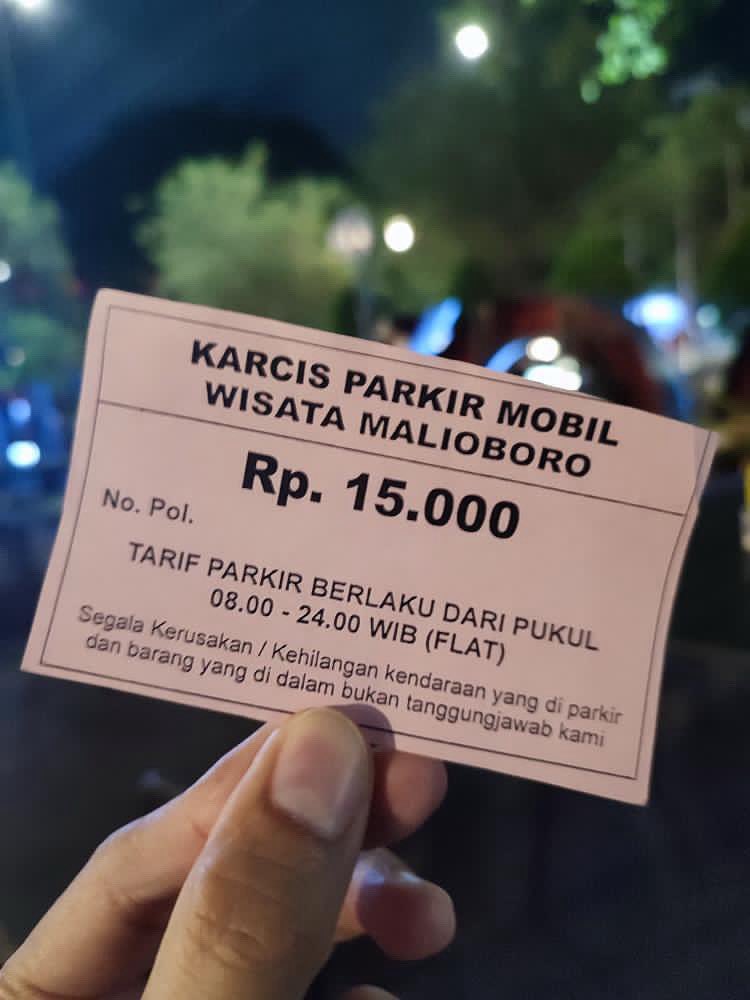 KARCIS PARKIR MOBIL
WISATA MALIOBORO
Rp. 15.000
No. Pol.
TARIF PARKIR BERLAKU DARI PUKUL
08.00 - 24.00 WIB (FLAT)
Segala Kerusakan / Kehilangan kendaraan yang di parkir
dan barang yang di dalam bukan tanggungjawab kami